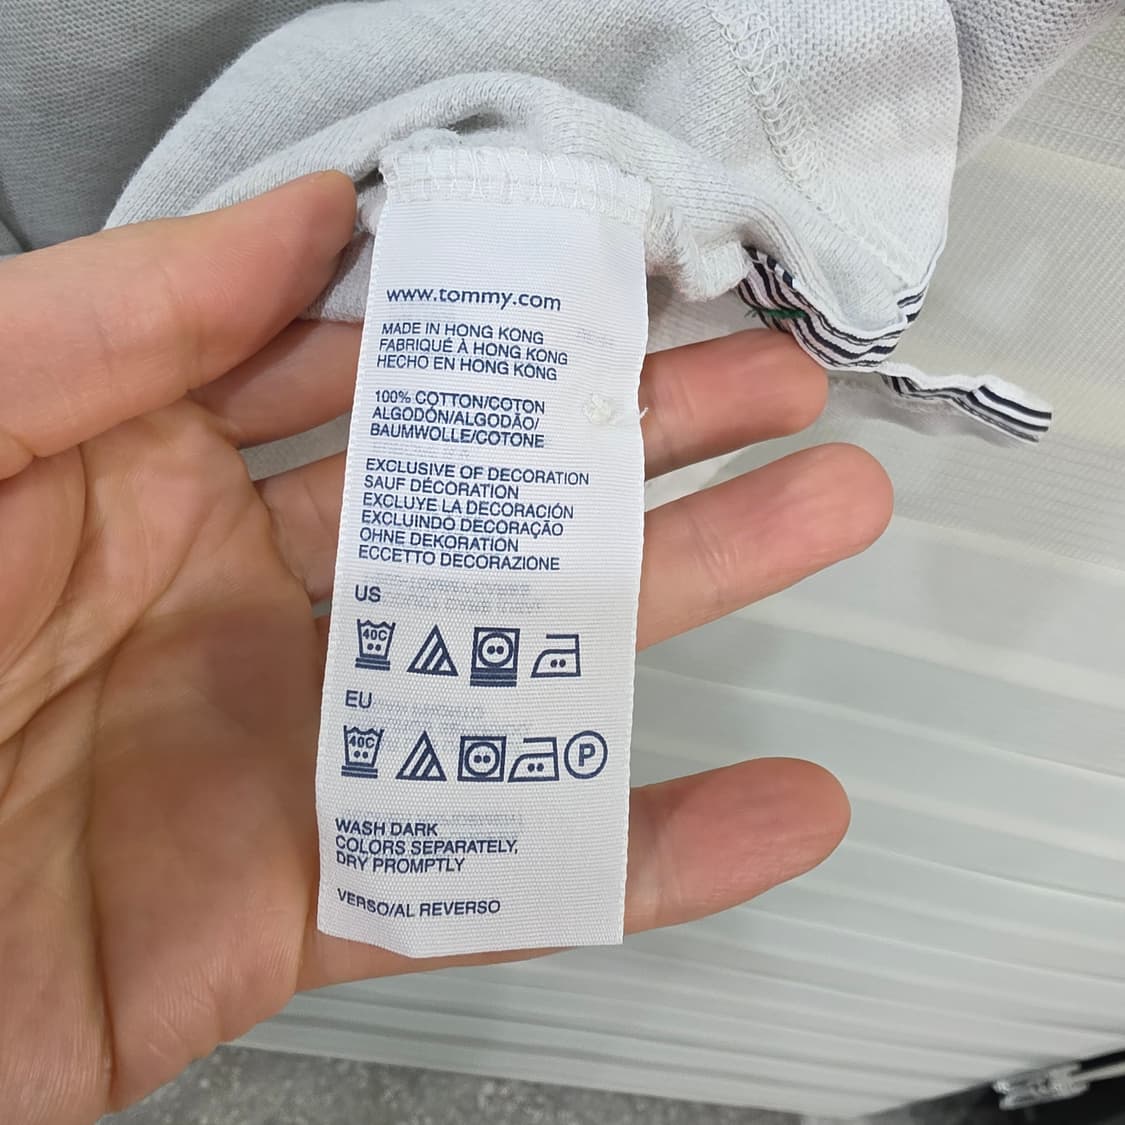 www.tommy.com
MADE IN HONG KONG
FABRIQUÉ À HONG KONG
HECHO EN HONG KONG
100% COTTON/COTON
ALGODÓN/ALGODÃO/
BAUMWOLLE/COTONE
EXCLUSIVE OF DECORATION
SAUF DÉCORATION
EXCLUYE LA DECORACIÓN
EXCLUINDO DECORAÇÃO
OHNE DEKORATION
ECCETTO DECORAZIONE
US
40C
EU
40C P
WASH DARK
COLORS SEPARATELY,
DRY PROMPTLY
VERSO/AL REVERSO